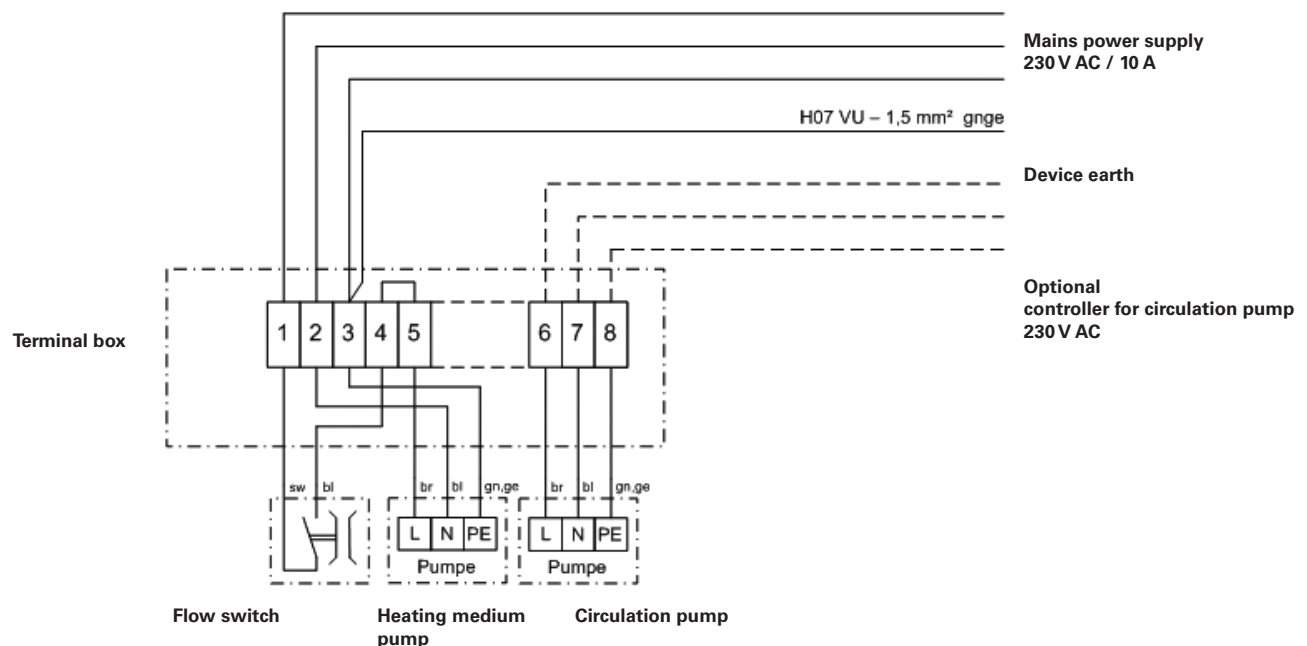 Mains power supply
230 V AC / 10 A
H07 VU – 1,5 mm² gnge
Device earth
Optional
controller for circulation pump
230 V AC
Terminal box
1 2 3 4 5 6 7 8
sw bl br bl gn,ge br bl gn,ge
L N PE L N PE
Pumpe Pumpe
Flow switch
Heating medium
pump
Circulation pump